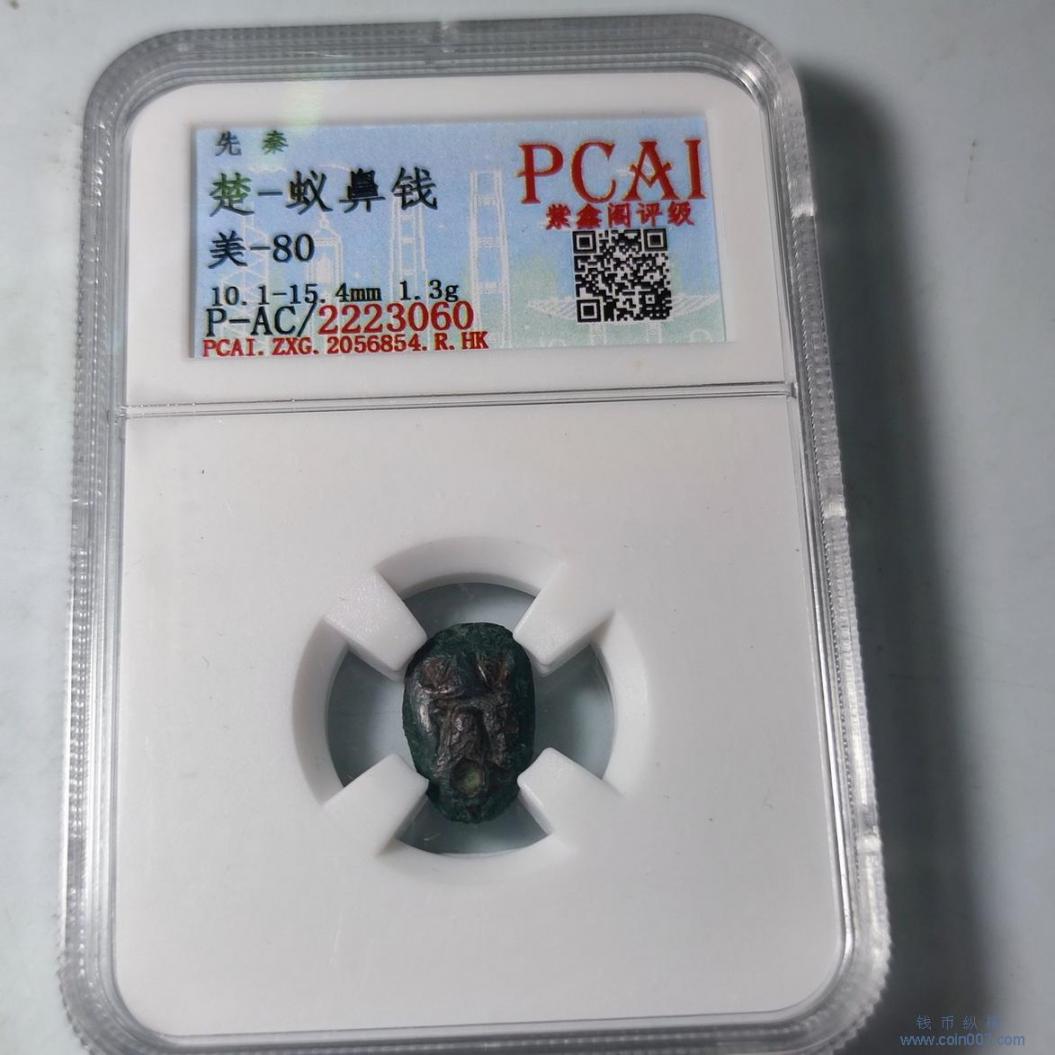 先秦
楚-蚁鼻钱
美-80
10.1-15.4mm 1.3g
P-AC/2223060
PCAI.ZXG.2056854.R.HK
PCAI
紫鑫阁评级
钱币纵横
www.coin007.com